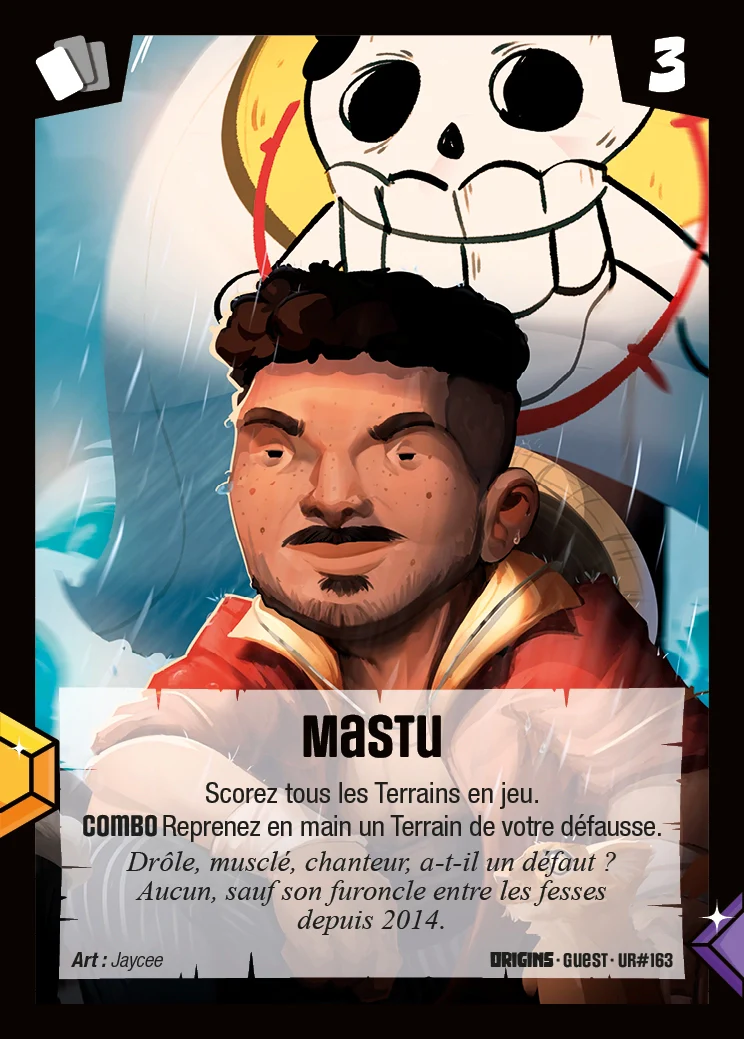 3
Mastu
Scorez tous les Terrains en jeu.
COMBO Reprenez en main un Terrain de votre défausse.
Drôle, musclé, chanteur, a-t-il un défaut ?
Aucun, sauf son furoncle entre les fesses
depuis 2014.
Art : Jaycee
ORIGINS · GUEST · UR#163